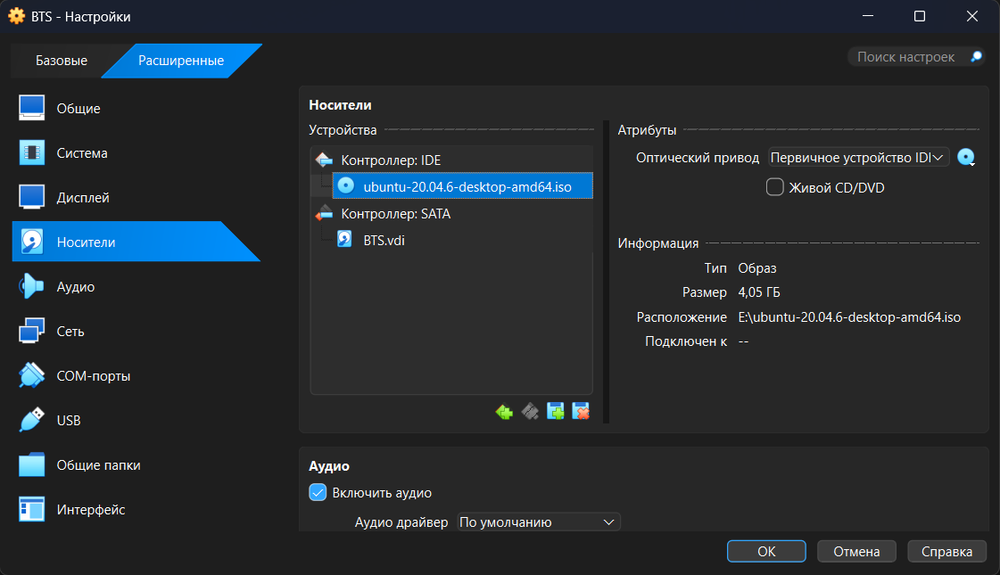 BTS - Настройки
Базовые
Расширенные
Поиск настроек
Общие
Система
Дисплей
Носители
Аудио
Сеть
COM-порты
USB
Общие папки
Интерфейс
Носители
Устройства
Контроллер: IDE
ubuntu-20.04.6-desktop-amd64.iso
Контроллер: SATA
BTS.vdi
Атрибуты
Оптический привод Первичное устройство IDI
Живой CD/DVD
Информация
Тип Образ
Размер 4,05 ГБ
Расположение E:\ubuntu-20.04.6-desktop-amd64.iso
Подключен к --
Аудио
Включить аудио
Аудио драйвер По умолчанию
OK
Отмена
Справка